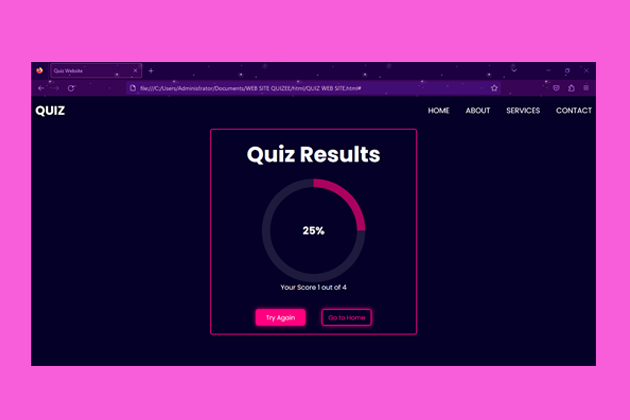 Quiz Website
file:///C:/Users/Administrator/Documents/WEB SITE QUIZEE/html/QUIZ WEB SITE.html#
QUIZ
HOME ABOUT SERVICES CONTACT
Quiz Results
25%
Your Score 1 out of 4
Try Again Go to Home